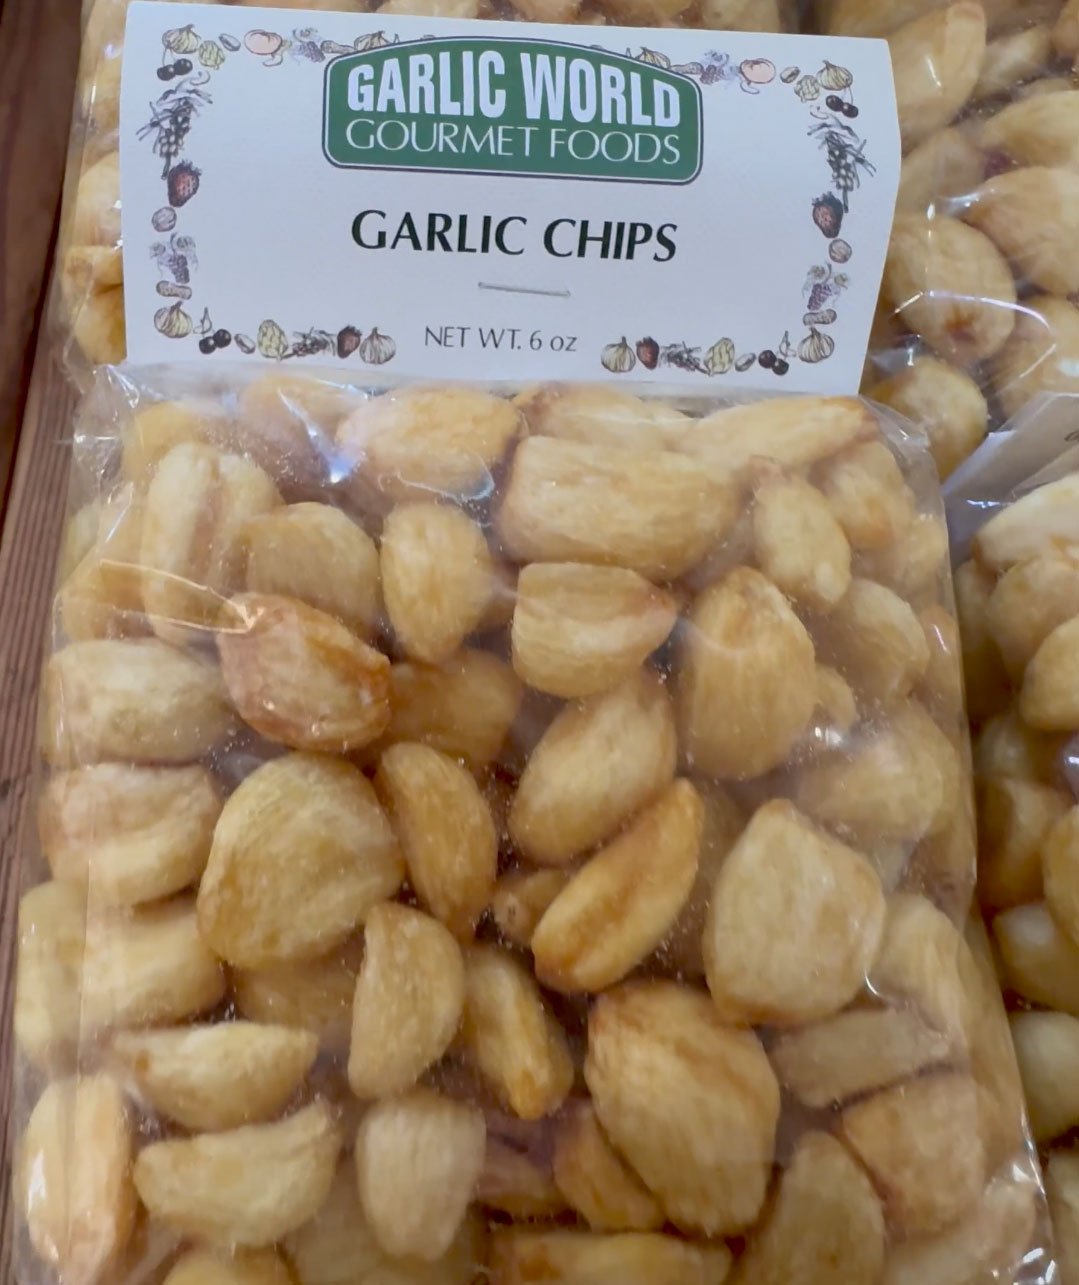 GARLIC WORLD
GOURMET FOODS
GARLIC CHIPS
NET WT. 6 oz